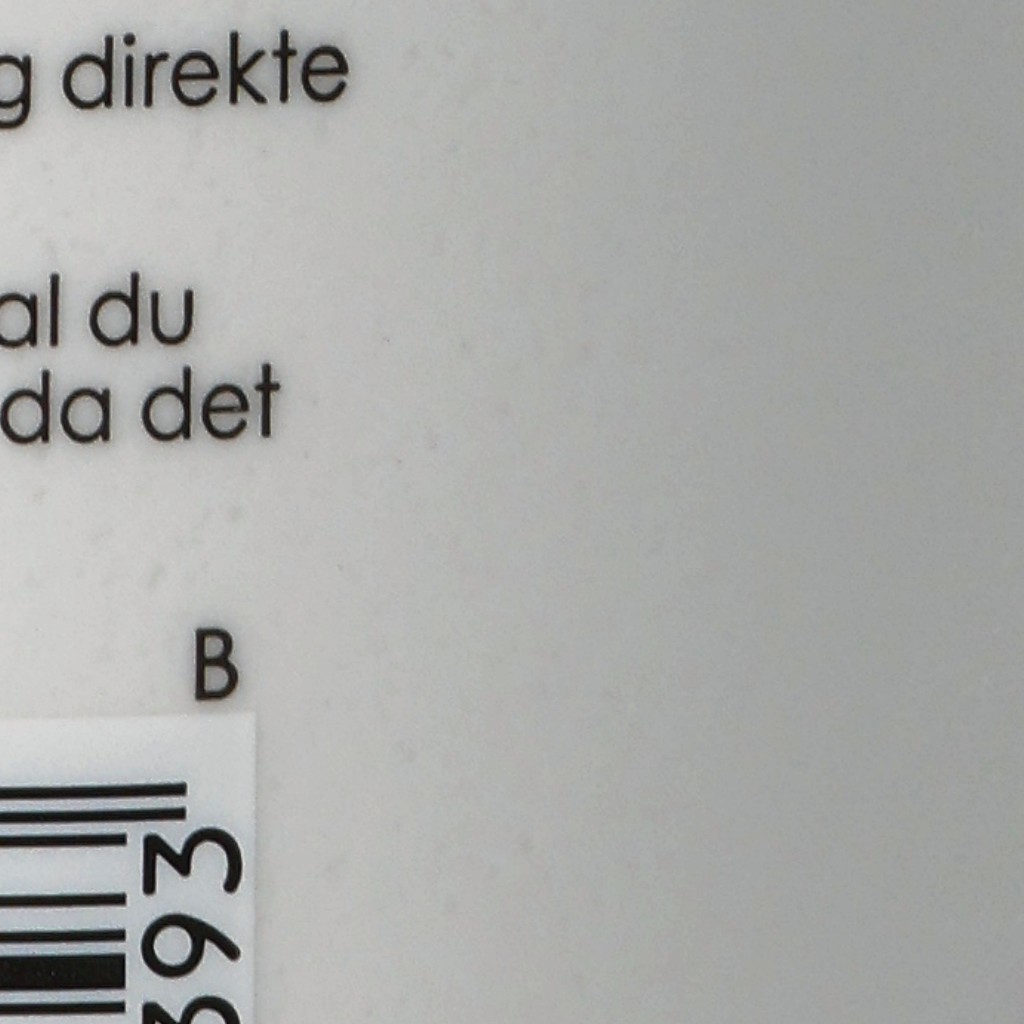 g direkte
al du
da det
B
393